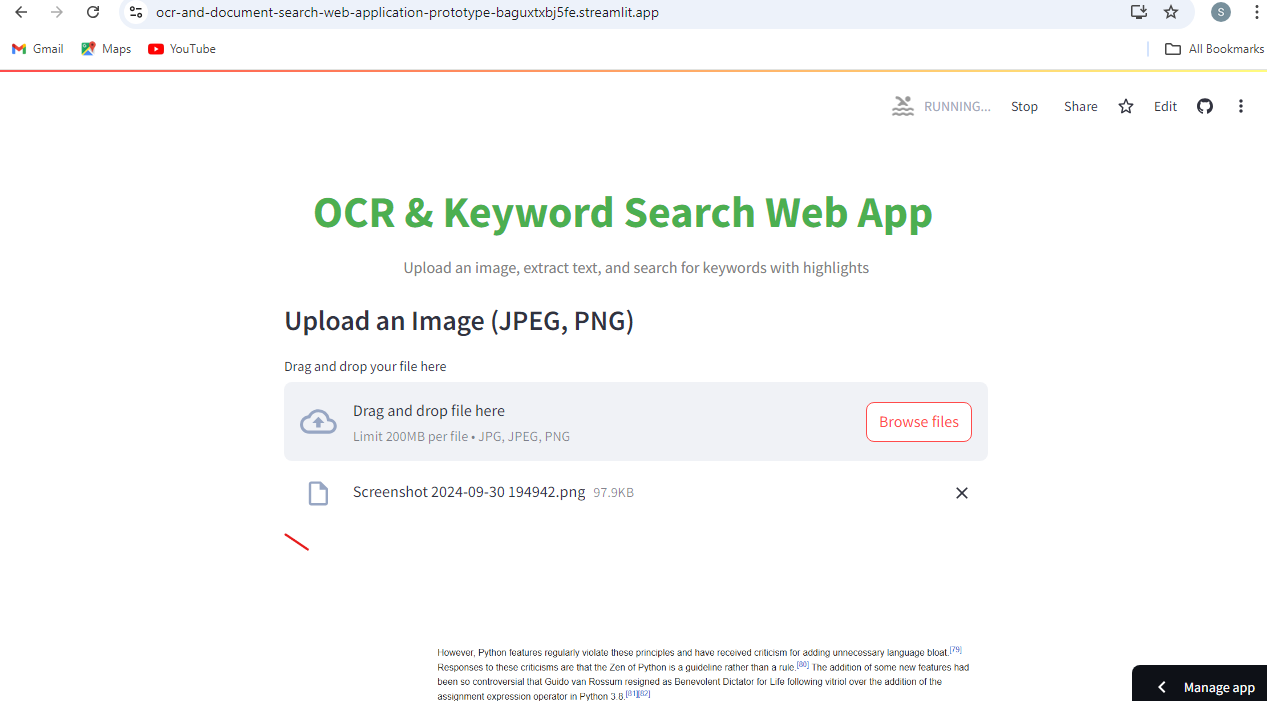 ocr-and-document-search-web-application-prototype-baguxtxbj5fe.streamlit.app
S
Gmail Maps YouTube All Bookmarks
RUNNING... Stop Share Edit
OCR & Keyword Search Web App
Upload an image, extract text, and search for keywords with highlights
Upload an Image (JPEG, PNG)
Drag and drop your file here
Drag and drop file here
Limit 200MB per file • JPG, JPEG, PNG
Browse files
Screenshot 2024-09-30 194942.png 97.9KB
However, Python features regularly violate these principles and have received criticism for adding unnecessary language bloat.[79]
Responses to these criticisms are that the Zen of Python is a guideline rather than a rule.[80] The addition of some new features had
been so controversial that Guido van Rossum resigned as Benevolent Dictator for Life following vitriol over the addition of the
assignment expression operator in Python 3.8.[81][82]
Manage app